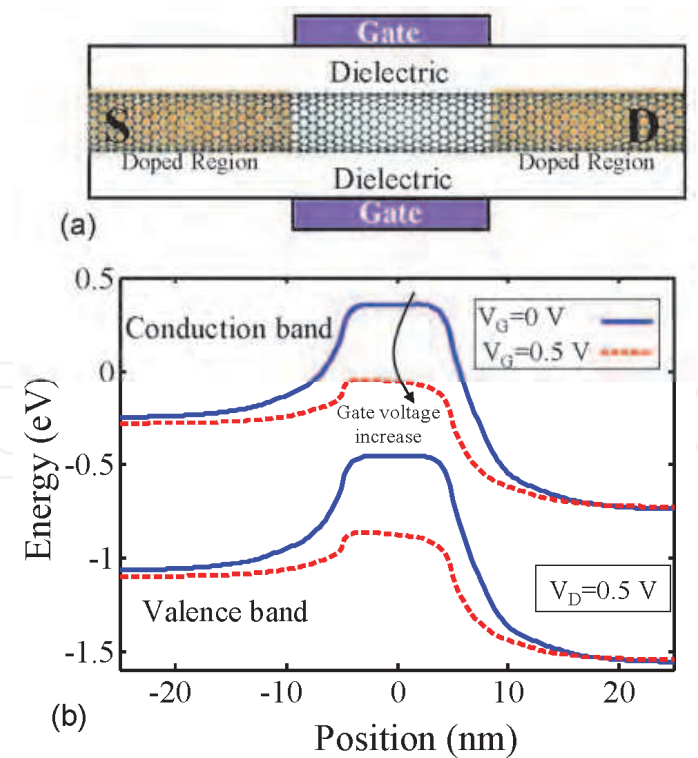 Gate
Dielectric
S
D
Doped Region
Doped Region
Dielectric
Gate
(a)
0.5
0
-0.5
-1
-1.5
Energy (eV)
Conduction band
V_G=0 V
V_G=0.5 V
Gate voltage
increase
Valence band
V_D=0.5 V
-20
-10
0
10
20
(b)
Position (nm)